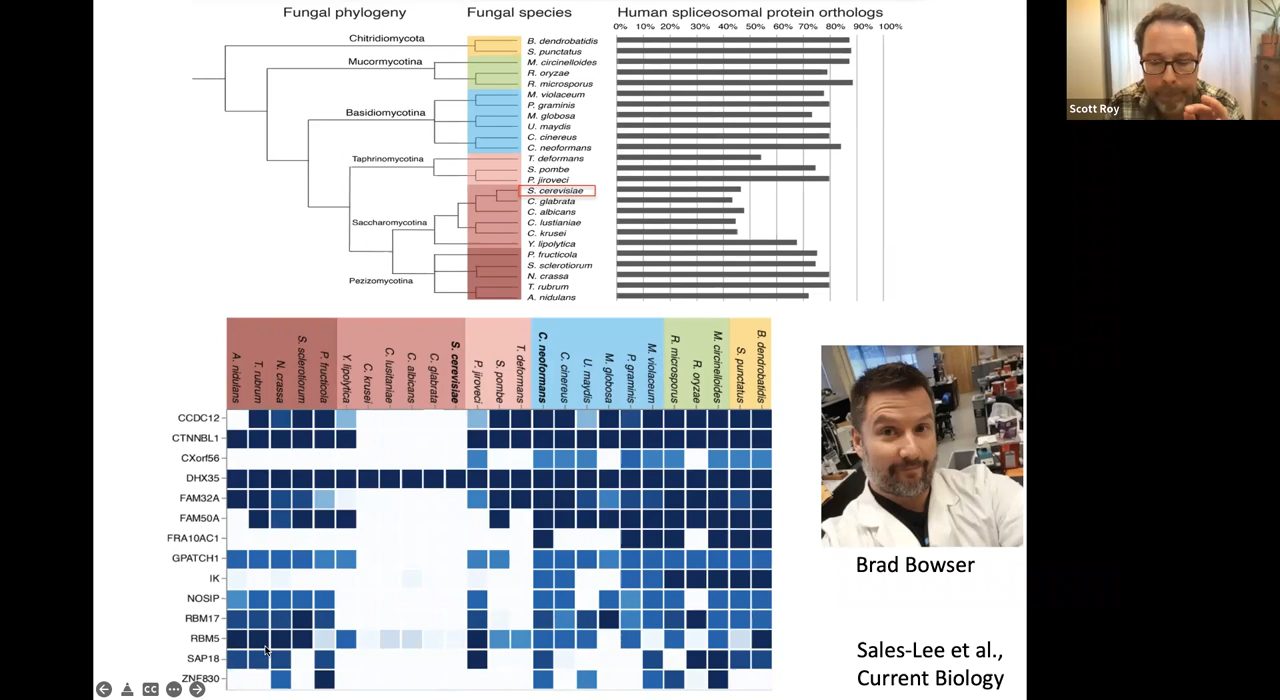 Fungal phylogeny
Fungal species
Human spliceosomal protein orthologs
0% 10% 20% 30% 40% 50% 60% 70% 80% 90% 100%
Chitridiomycota
Mucormycotina
Basidiomycotina
Taphrinomycotina
Saccharomycotina
Pezizomycotina
B. dendrobatidis
S. punctatus
M. circinelloides
R. oryzae
R. microsporus
M. violaceum
P. graminis
M. globosa
U. maydis
C. cinereus
C. neoformans
T. deformans
S. pombe
P. jiroveci
S. cerevisiae
C. glabrata
C. albicans
C. lustianiae
C. krusei
Y. lipolytica
P. fructicola
S. sclerotiorum
N. crassa
T. rubrum
A. nidulans
Scott Roy
A. nidulans
T. rubrum
N. crassa
S. sclerotiorum
P. fructicola
Y. lipolytica
C. krusei
C. lusitaniae
C. albicans
C. glabrata
S. cerevisiae
P. jiroveci
S. pombe
T. deformans
C. neoformans
C. cinereus
U. maydis
M. globosa
P. graminis
M. violaceum
R. microsporus
R. oryzae
M. circinelloides
S. punctatus
B. dendrobatidis
CCDC12
CTNNBL1
CXorf56
DHX35
FAM32A
FAM50A
FRA10AC1
GPATCH1
IK
NOSIP
RBM17
RBM5
SAP18
ZNF830
Brad Bowser
Sales-Lee et al.,
Current Biology
CC